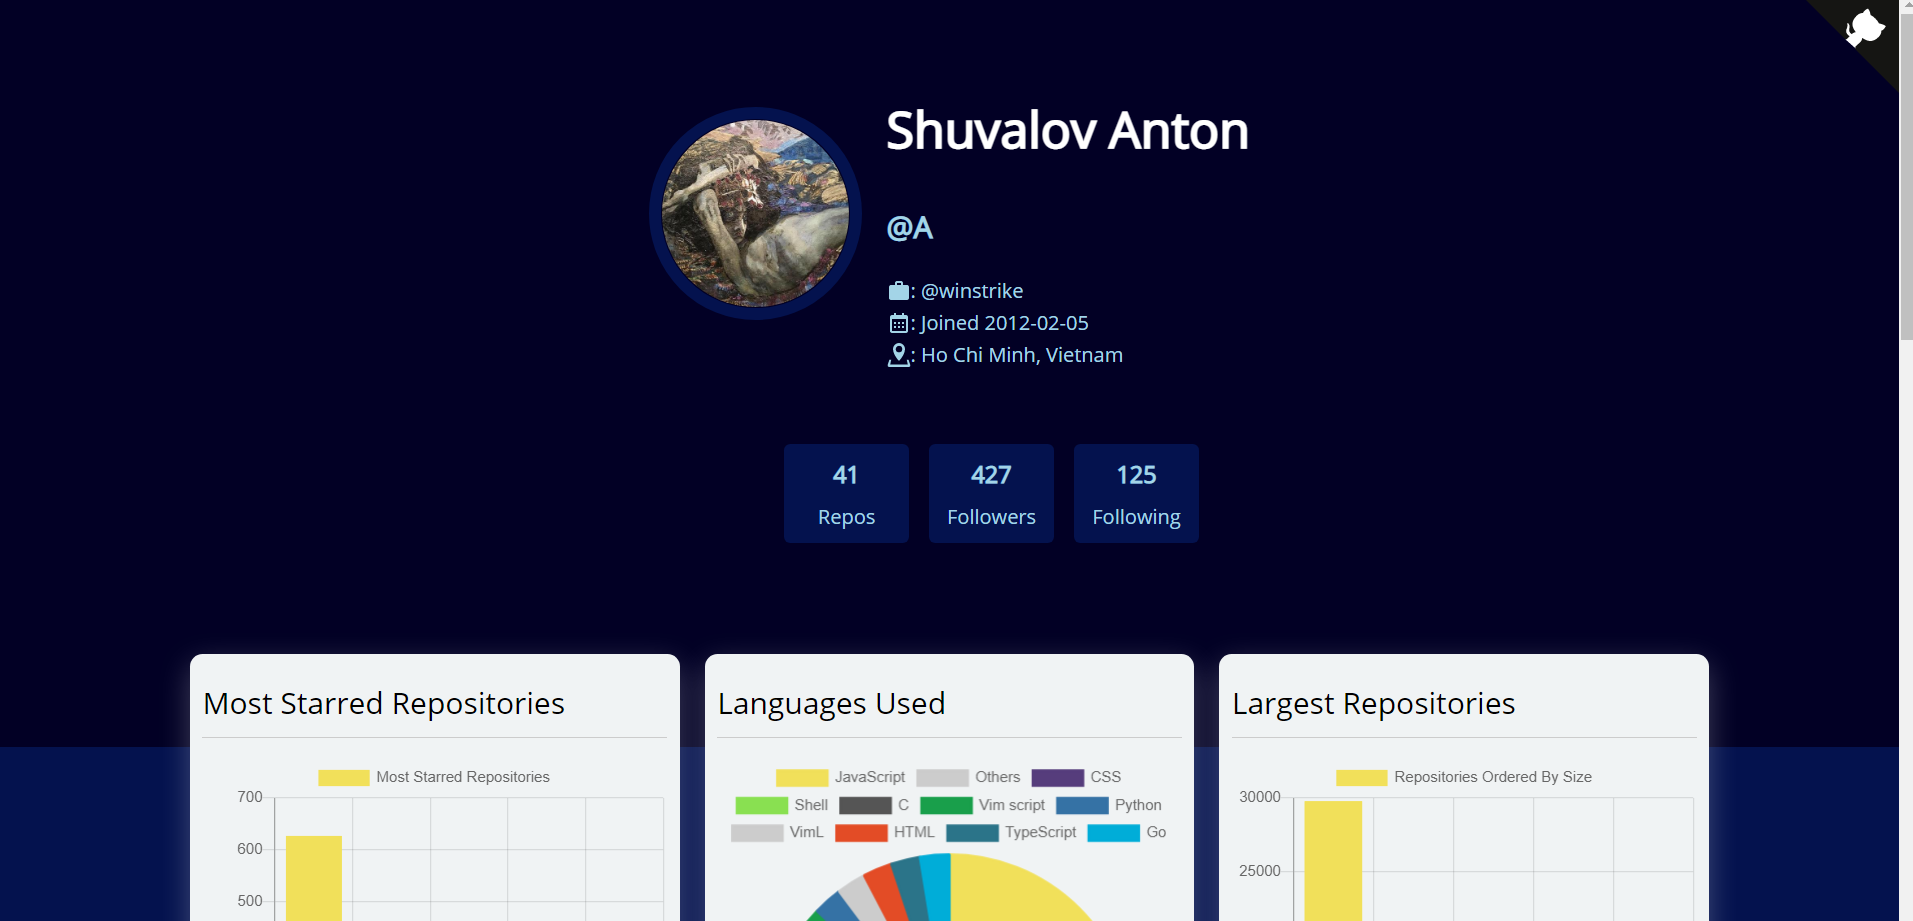 Shuvalov Anton
@A
: @winstrike
: Joined 2012-02-05
: Ho Chi Minh, Vietnam
41
Repos
427
Followers
125
Following
Most Starred Repositories
Most Starred Repositories
700
600
500
Languages Used
JavaScript Others CSS
Shell C Vim script Python
VimL HTML TypeScript Go
Largest Repositories
Repositories Ordered By Size
30000
25000